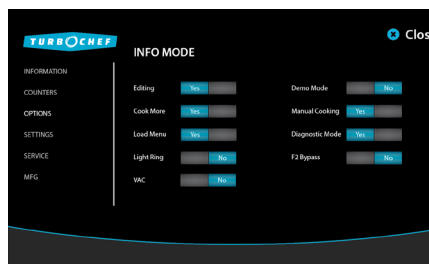 TURBOCHEF
Clos
INFO MODE
INFORMATION
COUNTERS
OPTIONS
SETTINGS
SERVICE
MFG
Editing Yes
Demo Mode No
Cook More Yes
Manual Cooking Yes
Load Menu Yes
Diagnostic Mode Yes
Light Ring No
F2 Bypass No
VAC No